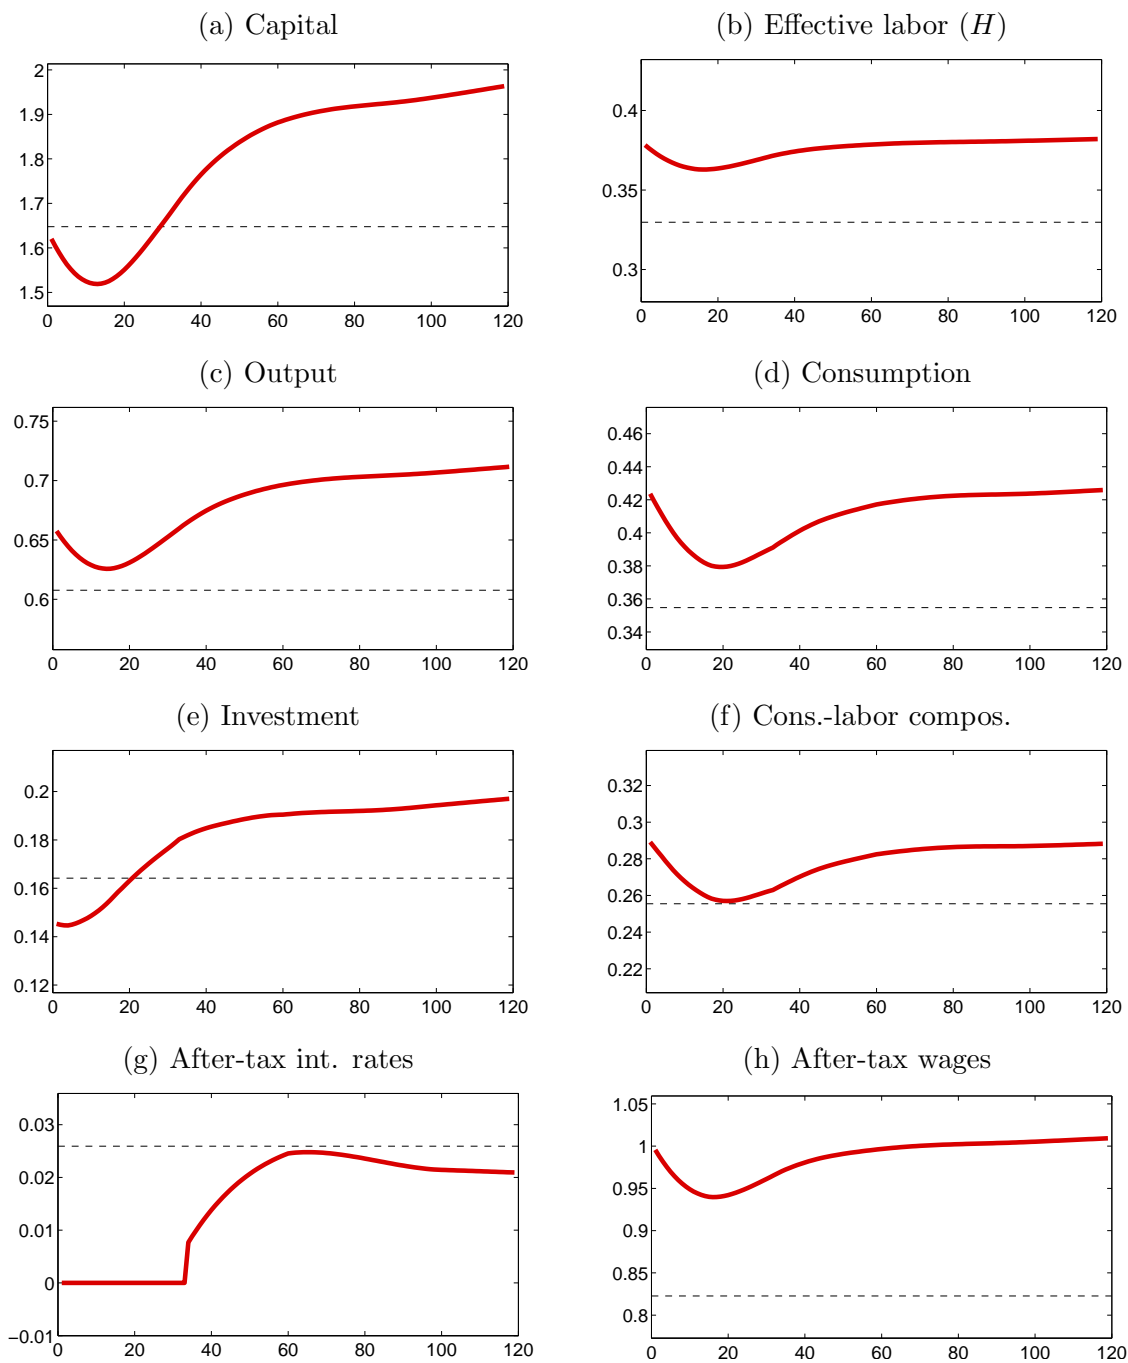 (a) Capital
(b) Effective labor (H)
2
1.9
1.8
1.7
1.6
1.5
0 20 40 60 80 100 120
0.4
0.35
0.3
0 20 40 60 80 100 120
(c) Output
(d) Consumption
0.75
0.7
0.65
0.6
0 20 40 60 80 100 120
0.46
0.44
0.42
0.4
0.38
0.36
0.34
0 20 40 60 80 100 120
(e) Investment
(f) Cons.-labor compos.
0.2
0.18
0.16
0.14
0.12
0 20 40 60 80 100 120
0.32
0.3
0.28
0.26
0.24
0.22
0 20 40 60 80 100 120
(g) After-tax int. rates
(h) After-tax wages
0.03
0.02
0.01
0
−0.01
0 20 40 60 80 100 120
1.05
1
0.95
0.9
0.85
0.8
0 20 40 60 80 100 120